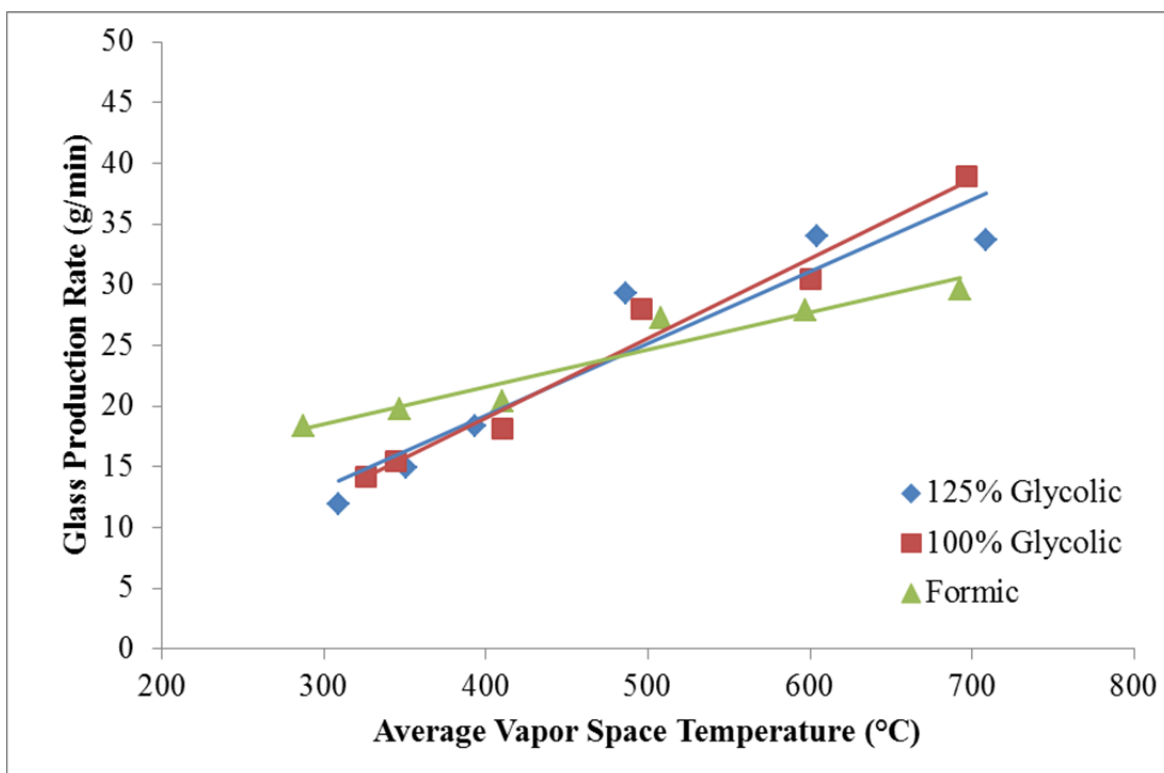 50
45
40
35
30
25
20
15
10
5
0
Glass Production Rate (g/min)
125% Glycolic
100% Glycolic
Formic
200 300 400 500 600 700 800
Average Vapor Space Temperature (°C)